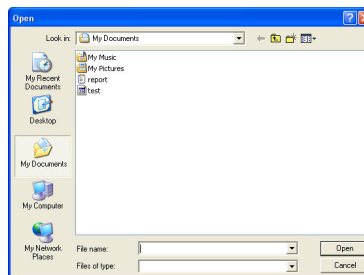 Open
Look in: My Documents
My Music
My Pictures
report
test
My Recent
Documents
Desktop
My Documents
My Computer
My Network
Places
File name:
Open
Files of type:
Cancel